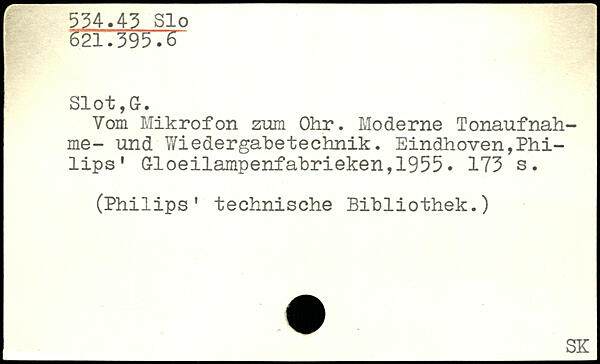 534.43 Slo
621.395.6
Slot,G.
Vom Mikrofon zum Ohr. Moderne Tonaufnah-
me- und Wiedergabetechnik. Eindhoven,Phi-
lips' Gloeilampenfabrieken,1955. 173 s.
(Philips' technische Bibliothek.)
SK